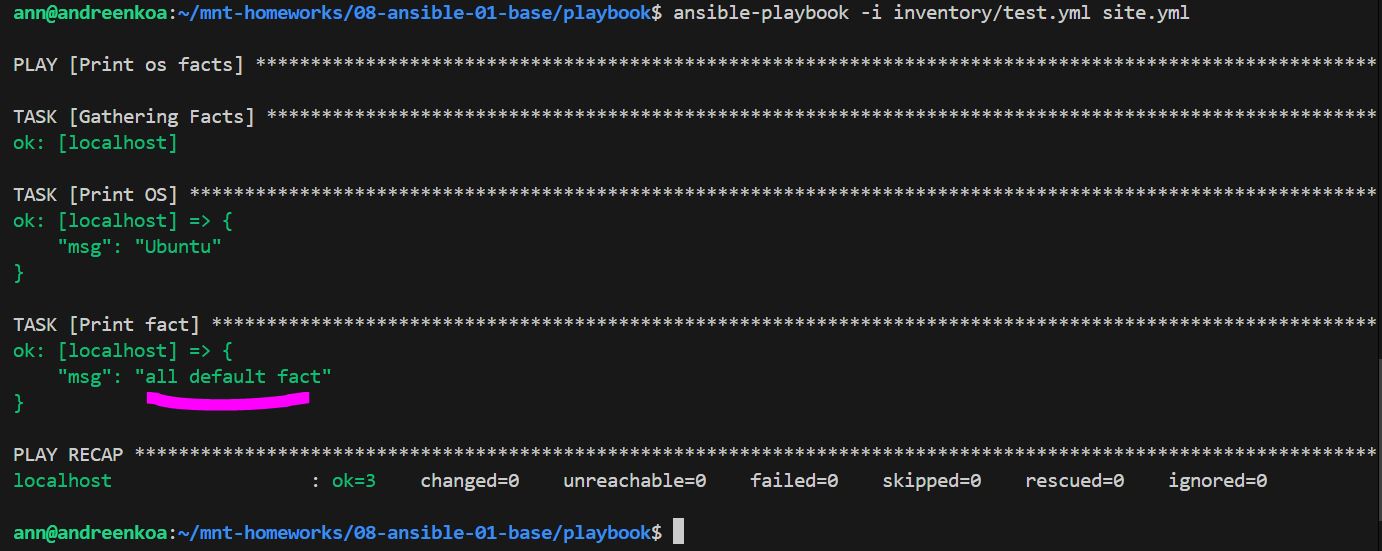 ann@andreenkoa:~/mnt-homeworks/08-ansible-01-base/playbook$ ansible-playbook -i inventory/test.yml site.yml
PLAY [Print os facts] ******************************************************************************************************
TASK [Gathering Facts] *****************************************************************************************************
ok: [localhost]
TASK [Print OS] ************************************************************************************************************
ok: [localhost] => {
    "msg": "Ubuntu"
}
TASK [Print fact] **********************************************************************************************************
ok: [localhost] => {
    "msg": "all default fact"
}
PLAY RECAP *****************************************************************************************************************
localhost                  : ok=3    changed=0    unreachable=0    failed=0    skipped=0    rescued=0    ignored=0
ann@andreenkoa:~/mnt-homeworks/08-ansible-01-base/playbook$